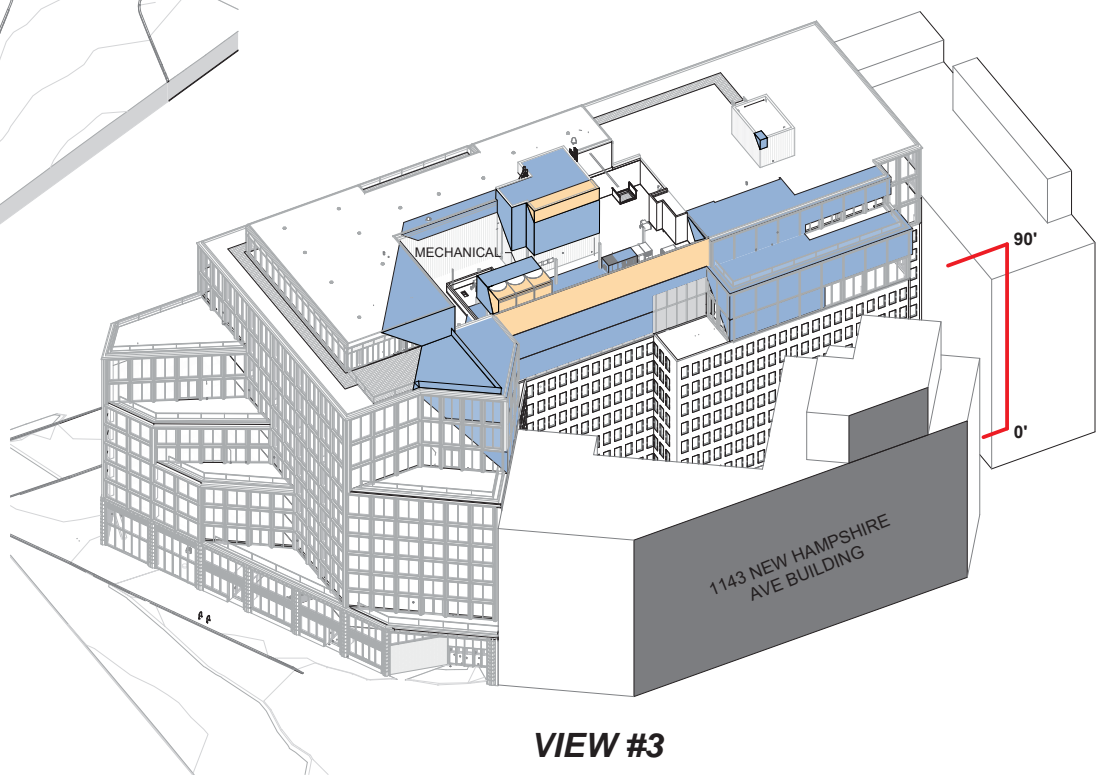 MECHANICAL
90'
0'
1143 NEW HAMPSHIRE
AVE BUILDING
VIEW #3